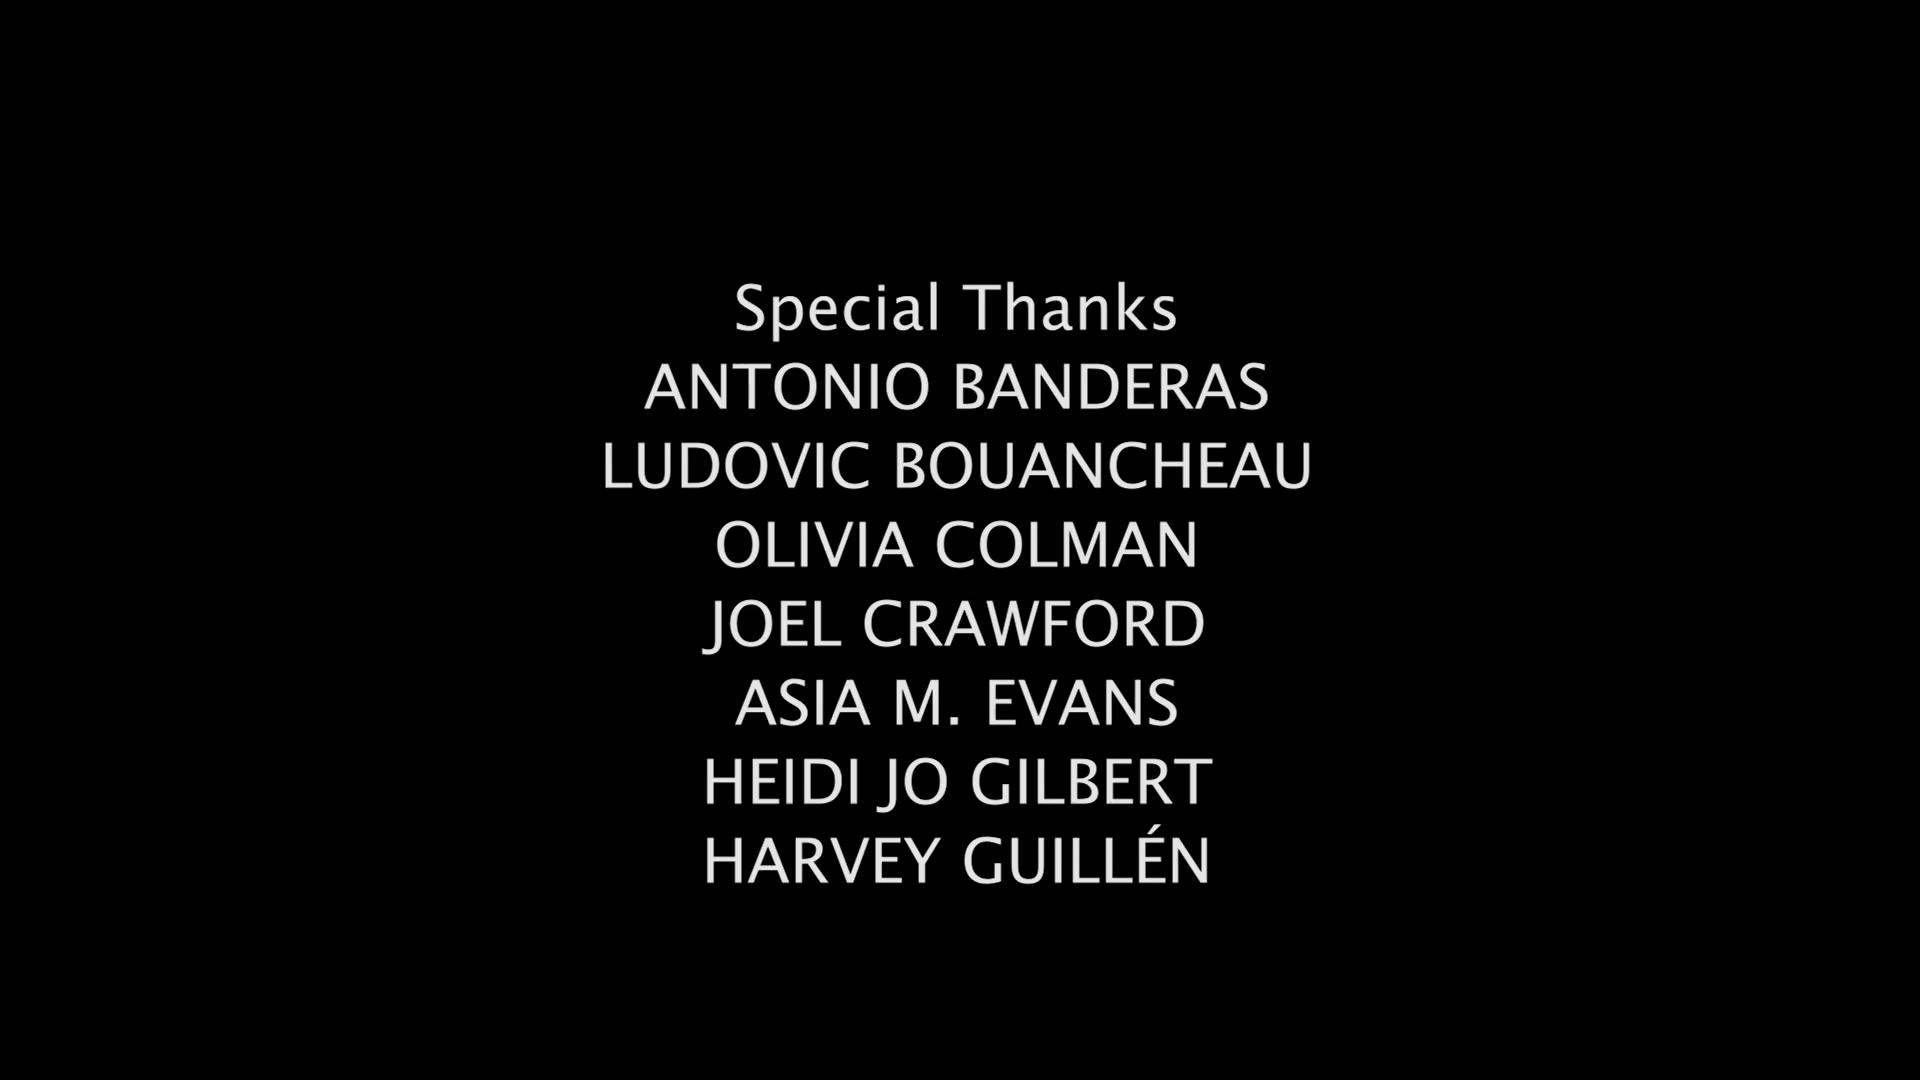 Special Thanks
ANTONIO BANDERAS
LUDOVIC BOUANCHEAU
OLIVIA COLMAN
JOEL CRAWFORD
ASIA M. EVANS
HEIDI JO GILBERT
HARVEY GUILLÉN